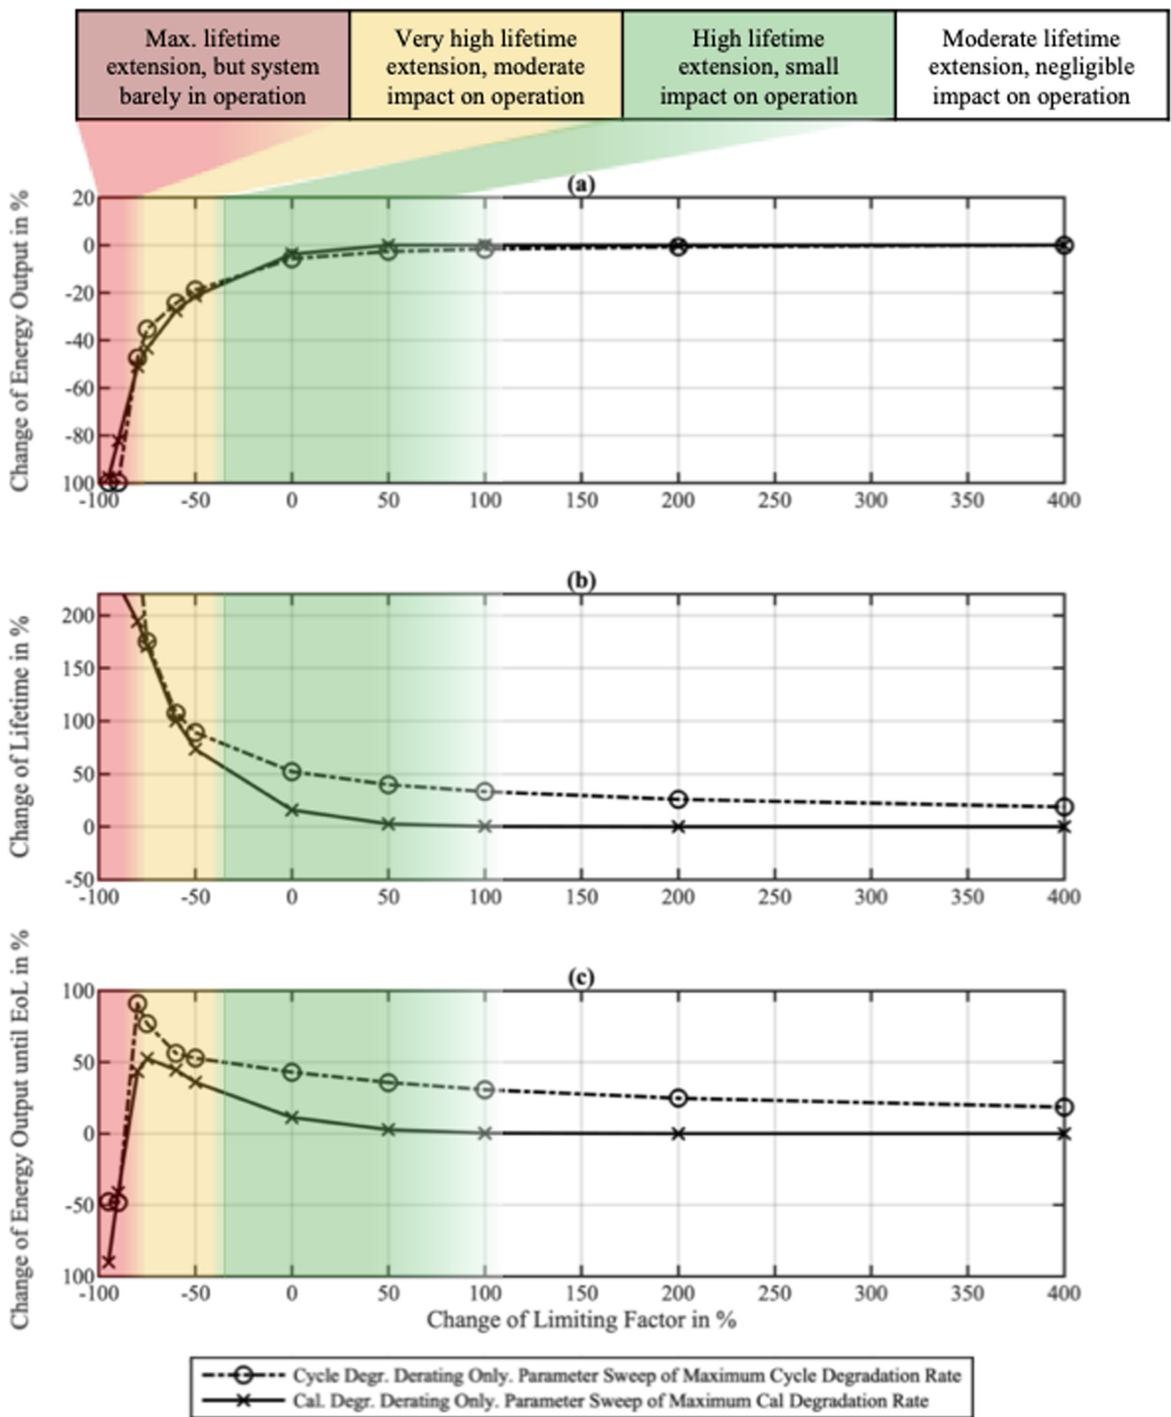 Max. lifetime
extension, but system
barely in operation
Very high lifetime
extension, moderate
impact on operation
High lifetime
extension, small
impact on operation
Moderate lifetime
extension, negligible
impact on operation
(a)
Change of Energy Output in %
20
0
-20
-40
-60
-80
100
-100 -50 0 50 100 150 200 250 300 350 400
(b)
Change of Lifetime in %
200
150
100
50
0
-50
-100 -50 0 50 100 150 200 250 300 350 400
(c)
Change of Energy Output until EoL in %
100
50
0
-50
100
-100 -50 0 50 100 150 200 250 300 350 400
Change of Limiting Factor in %
Cycle Degr. Derating Only. Parameter Sweep of Maximum Cycle Degradation Rate
Cal. Degr. Derating Only. Parameter Sweep of Maximum Cal Degradation Rate